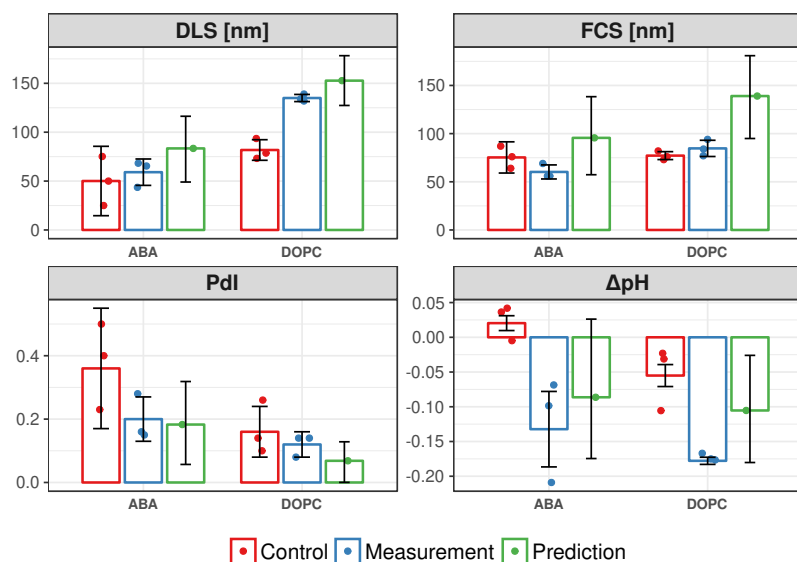 DLS [nm]
FCS [nm]
150
100
50
0
150
100
50
0
ABA
DOPC
ABA
DOPC
PdI
ΔpH
0.4
0.2
0.0
0.05
0.00
-0.05
-0.10
-0.15
-0.20
ABA
DOPC
ABA
DOPC
Control
Measurement
Prediction